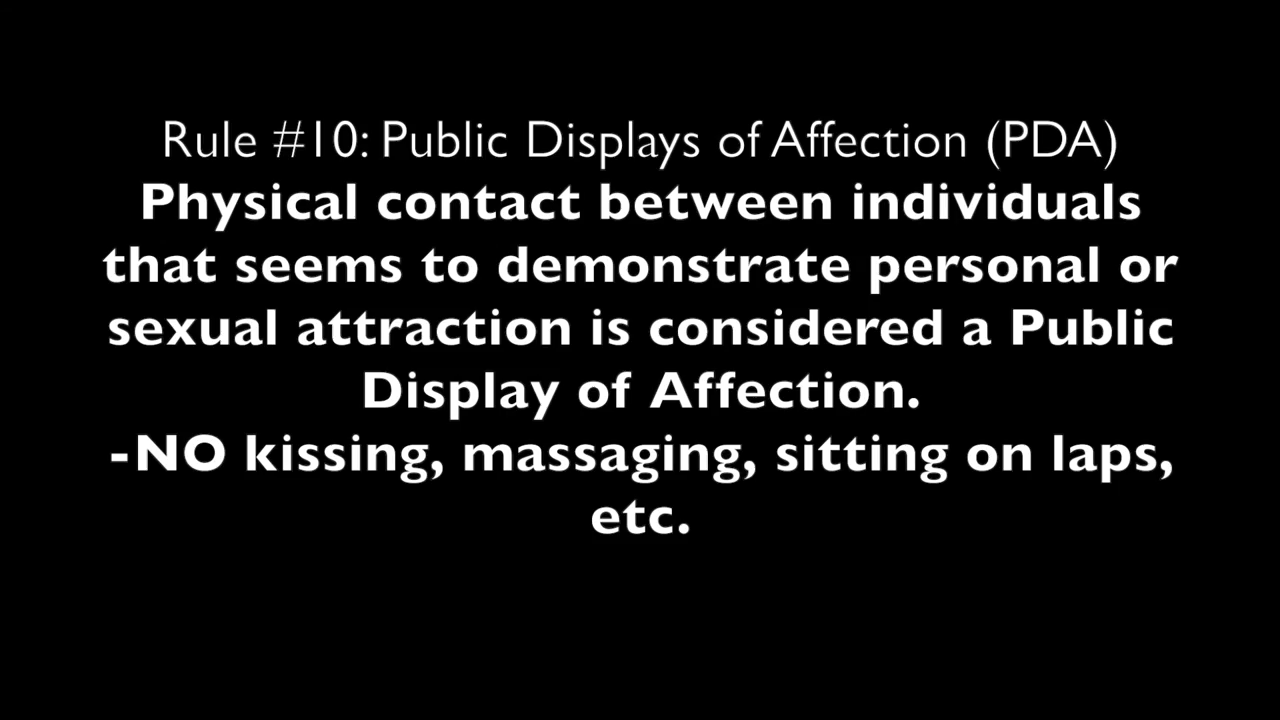 Rule #10: Public Displays of Affection (PDA)
Physical contact between individuals
that seems to demonstrate personal or
sexual attraction is considered a Public
Display of Affection.
-NO kissing, massaging, sitting on laps,
etc.